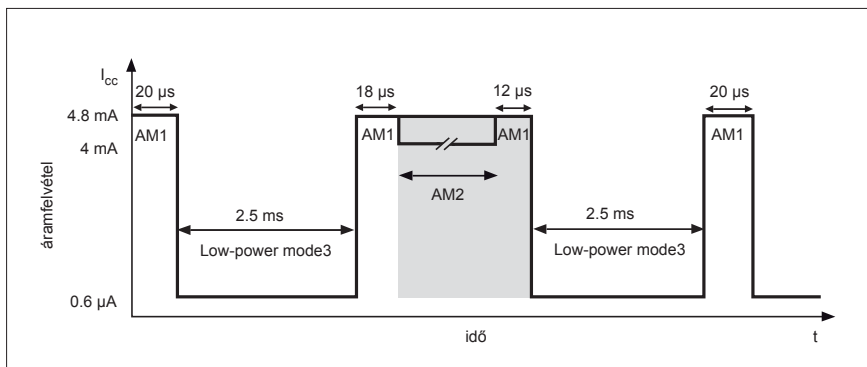 Icc
20 µs
18 µs
12 µs
20 µs
4.8 mA
AM1
AM1
AM1
AM1
4 mA
AM2
áramfelvétel
2.5 ms
2.5 ms
Low-power mode3
Low-power mode3
0.6 µA
idő
t